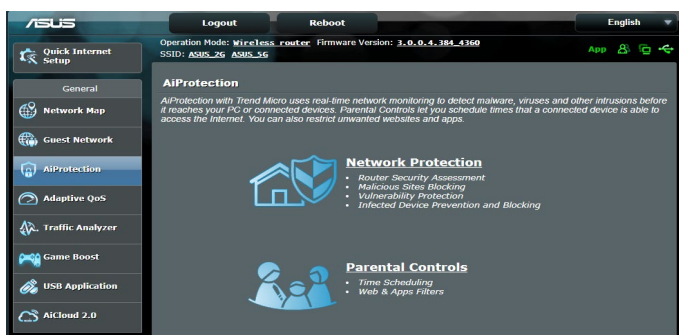 ASUS
Logout
Reboot
English
Quick Internet
Setup
Operation Mode: Wireless router Firmware Version: 3.0.0.4.384_4360
SSID: ASUS_2G ASUS_5G
App
General
Network Map
Guest Network
AiProtection
Adaptive QoS
Traffic Analyzer
Game Boost
USB Application
AiCloud 2.0
AiProtection
AiProtection with Trend Micro uses real-time network monitoring to detect malware, viruses and other intrusions before
it reaches your PC or connected devices. Parental Controls let you schedule times that a connected device is able to
access the Internet. You can also restrict unwanted websites and apps.
Network Protection
• Router Security Assessment
• Malicious Sites Blocking
• Vulnerability Protection
• Infected Device Prevention and Blocking
Parental Controls
• Time Scheduling
• Web & Apps Filters